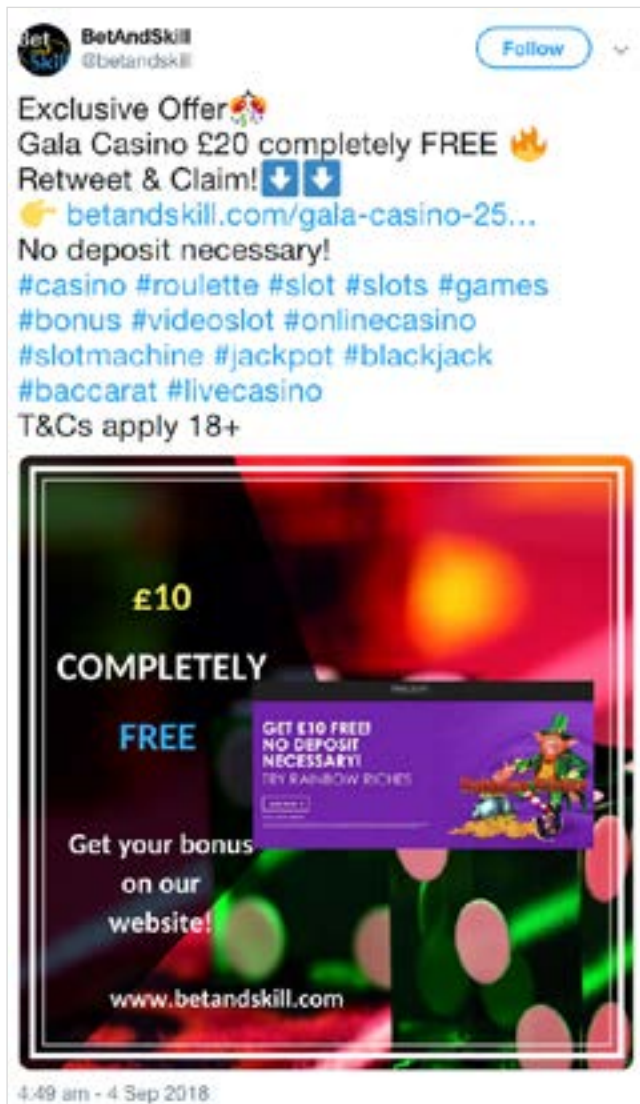 BetAndSkill
@betandskill
Follow
Exclusive Offer
Gala Casino £20 completely FREE
Retweet & Claim!
betandskill.com/gala-casino-25...
No deposit necessary!
#casino #roulette #slot #slots #games
#bonus #videoslot #onlinecasino
#slotmachine #jackpot #blackjack
#baccarat #livecasino
T&Cs apply 18+
£10
COMPLETELY
FREE
GET £10 FREE!
NO DEPOSIT
NECESSARY!
TRY RAINBOW RICHES
Get your bonus
on our
website!
www.betandskill.com
4:49 am - 4 Sep 2018